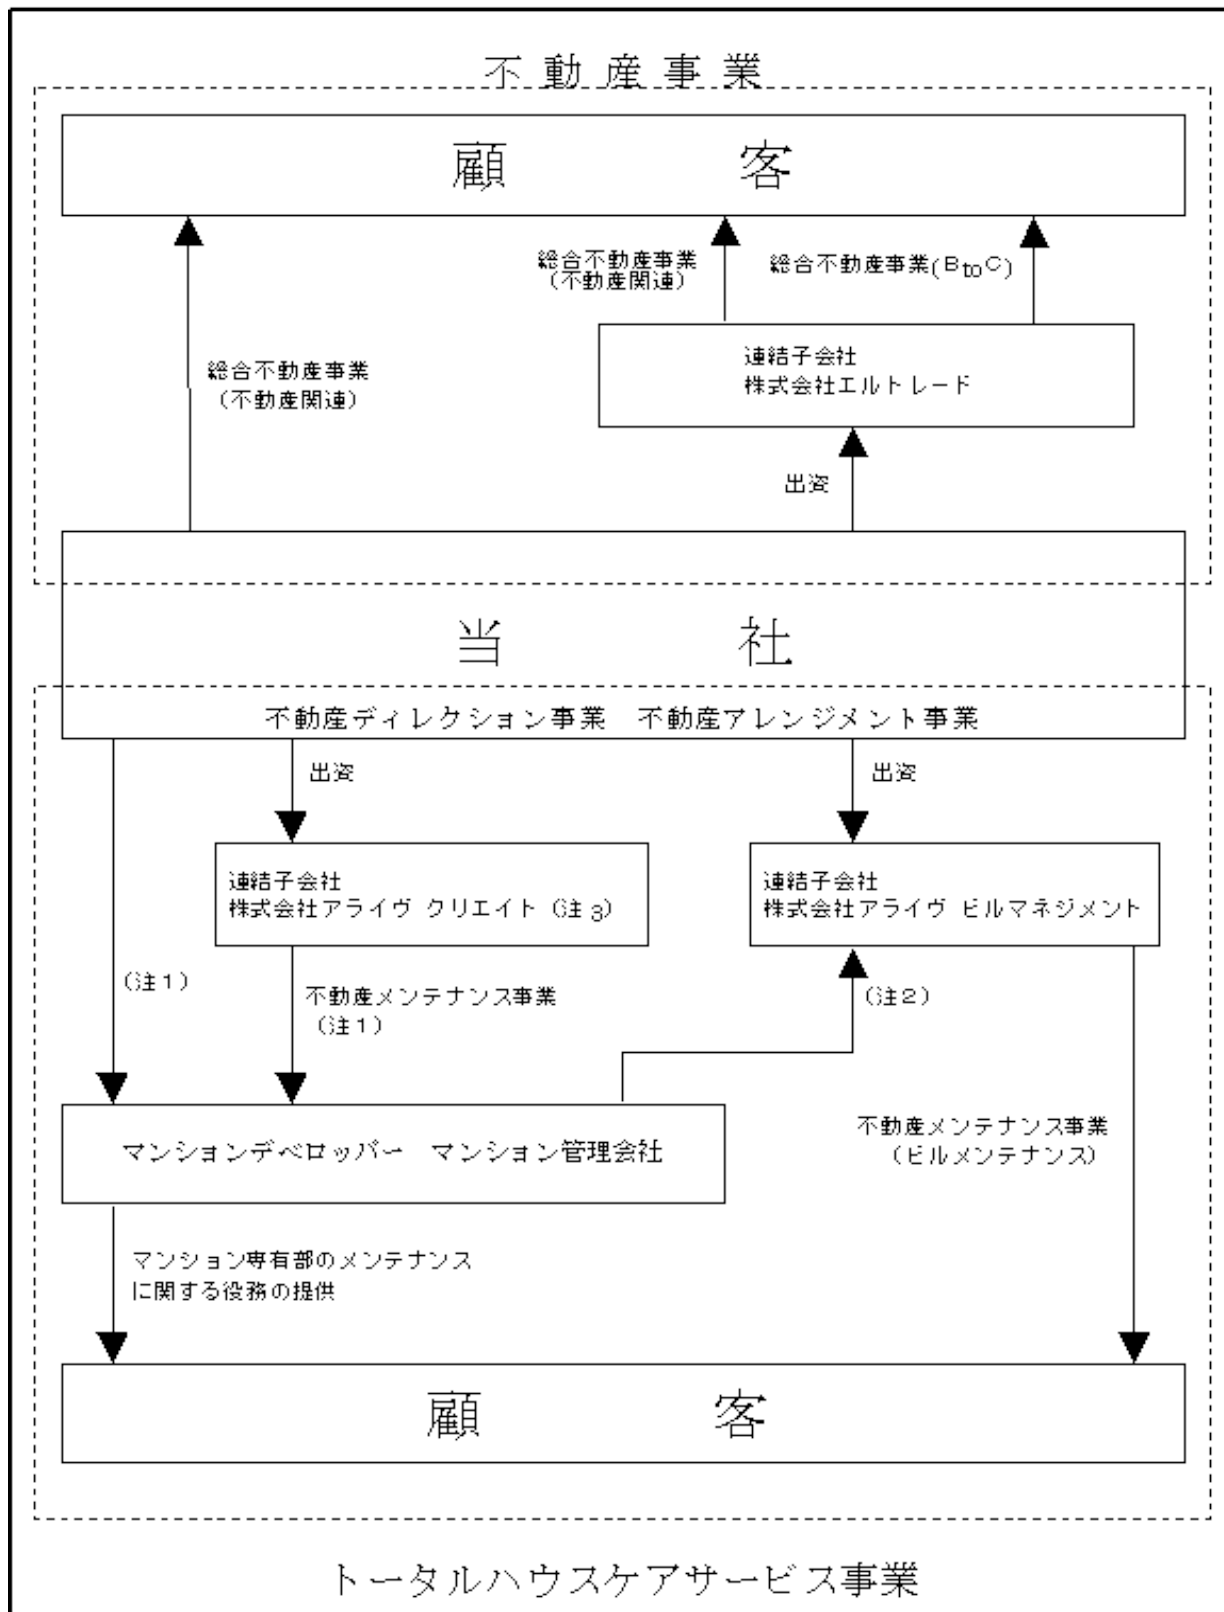 不動産事業
顧客
総合不動産事業
(不動産関連)
総合不動産事業(BtoC)
連結子会社
株式会社エルトレード
総合不動産事業
(不動産関連)
出資
当社
不動産ディレクション事業 不動産アレンジメント事業
出資
出資
連結子会社
株式会社アライヴ クリエイト (注3)
連結子会社
株式会社アライヴ ビルマネジメント
(注1)
不動産メンテナンス事業
(注1)
(注2)
マンションデベロッパー マンション管理会社
不動産メンテナンス事業
(ビルメンテナンス)
マンション専有部のメンテナンス
に関する役務の提供
顧客
トータルハウスケアサービス事業